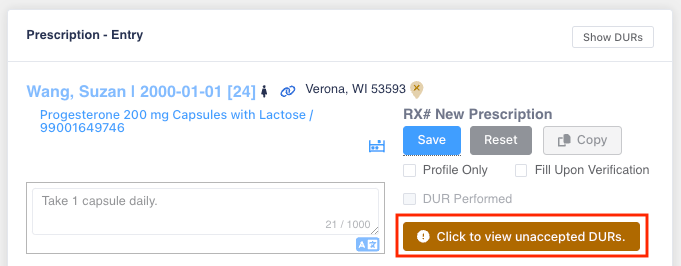 Prescription - Entry
Show DURs
Wang, Suzan | 2000-01-01 [24]
Verona, WI 53593
Progesterone 200 mg Capsules with Lactose /
99001649746
RX# New Prescription
Save
Reset
Copy
Profile Only
Fill Upon Verification
DUR Performed
Take 1 capsule daily.
21 / 1000
Click to view unaccepted DURs.